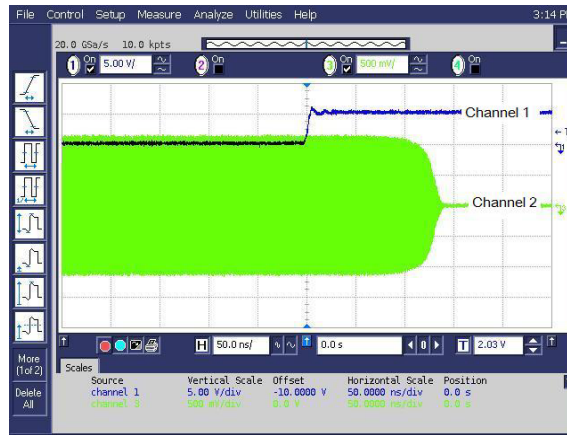 File Control Setup Measure Analyze Utilities Help 3:14 P
20.0 GSa/s 10.0 kpts
1 On 5.00 V/ 2 On 3 On 500 mV/ 4 On
Channel 1
Channel 2
H 50.0 ns/ 0.0 s 0 T 2.03 V
More
(1 of 2)
Delete
All
Scales
Source Vertical Scale Offset Horizontal Scale Position
channel 1 5.00 V/div -10.0000 V 50.0000 ns/div 0.0 s
channel 3 500 mV/div 0.0 V 50.0000 ns/div 0.0 s